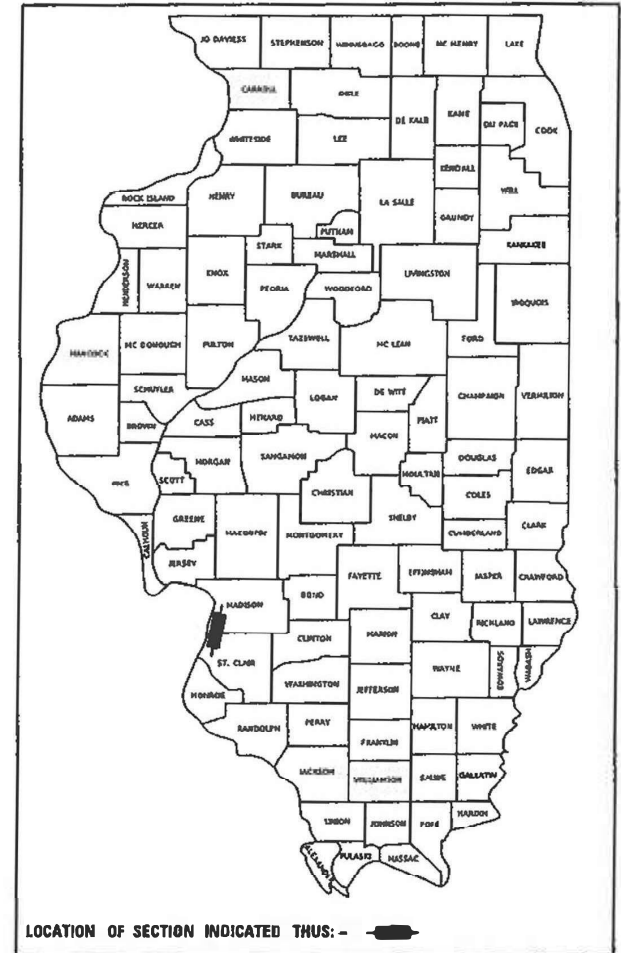 JO DAVIESS STEPHENSON WINNEBAGO BOONE MC HENRY LAKE
CARROLL OGLE DE KALB KANE DU PAGE COOK
WHITESIDE LEE
KENDALL WILL
ROCK ISLAND HENRY BUREAU LA SALLE GRUNDY
MERCER PUTNAM KANKAKEE
STARK MARSHALL
HENDERSON WARREN KNOX PEORIA WOODFORD LIVINGSTON IROQUOIS
HANCOCK MC DONOUGH FULTON TAZEWELL MC LEAN FORD
SCHUYLER MASON LOGAN DE WITT CHAMPAIGN VERMILION
ADAMS BROWN CASS MENARD PIATT
MACON
MORGAN SANGAMON DOUGLAS EDGAR
PIKE SCOTT CHRISTIAN MOULTRI COLES
GREENE MACOUPIN MONTGOMERY SHELBY CLARK
CALHOUN CUMBERLAND
JERSEY FAYETTE EFFINGHAM JASPER CRAWFORD
MADISON BOND CLAY RICHLAND LAWRENCE
CLINTON MARION
ST. CLAIR WAYNE EDWARDS WABASH
MONROE WASHINGTON JEFFERSON
RANDOLPH PERRY HAMILTON WHITE
FRANKLIN
JACKSON WILLIAMSON SALINE GALLATIN
UNION JOHNSON POPE HARDIN
ALEXANDER PULASKI MASSAC
LOCATION OF SECTION INDICATED THUS: -